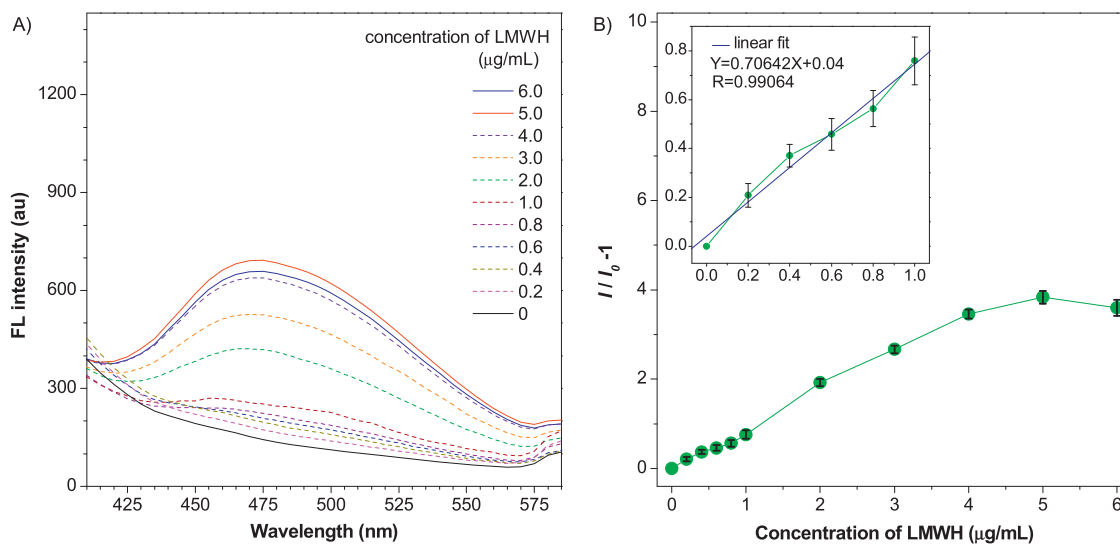 A)
concentration of LMWH
(μg/mL)
6.0
5.0
4.0
3.0
2.0
1.0
0.8
0.6
0.4
0.2
0
1200
900
600
300
0
FL intensity (au)
425 450 475 500 525 550 575
Wavelength (nm)
B)
10
8
6
4
2
0
I / I0 -1
0 1 2 3 4 5 6
Concentration of LMWH (μg/mL)
linear fit
Y=0.70642X+0.04
R=0.99064
0.8
0.6
0.4
0.2
0.0
0.0 0.2 0.4 0.6 0.8 1.0